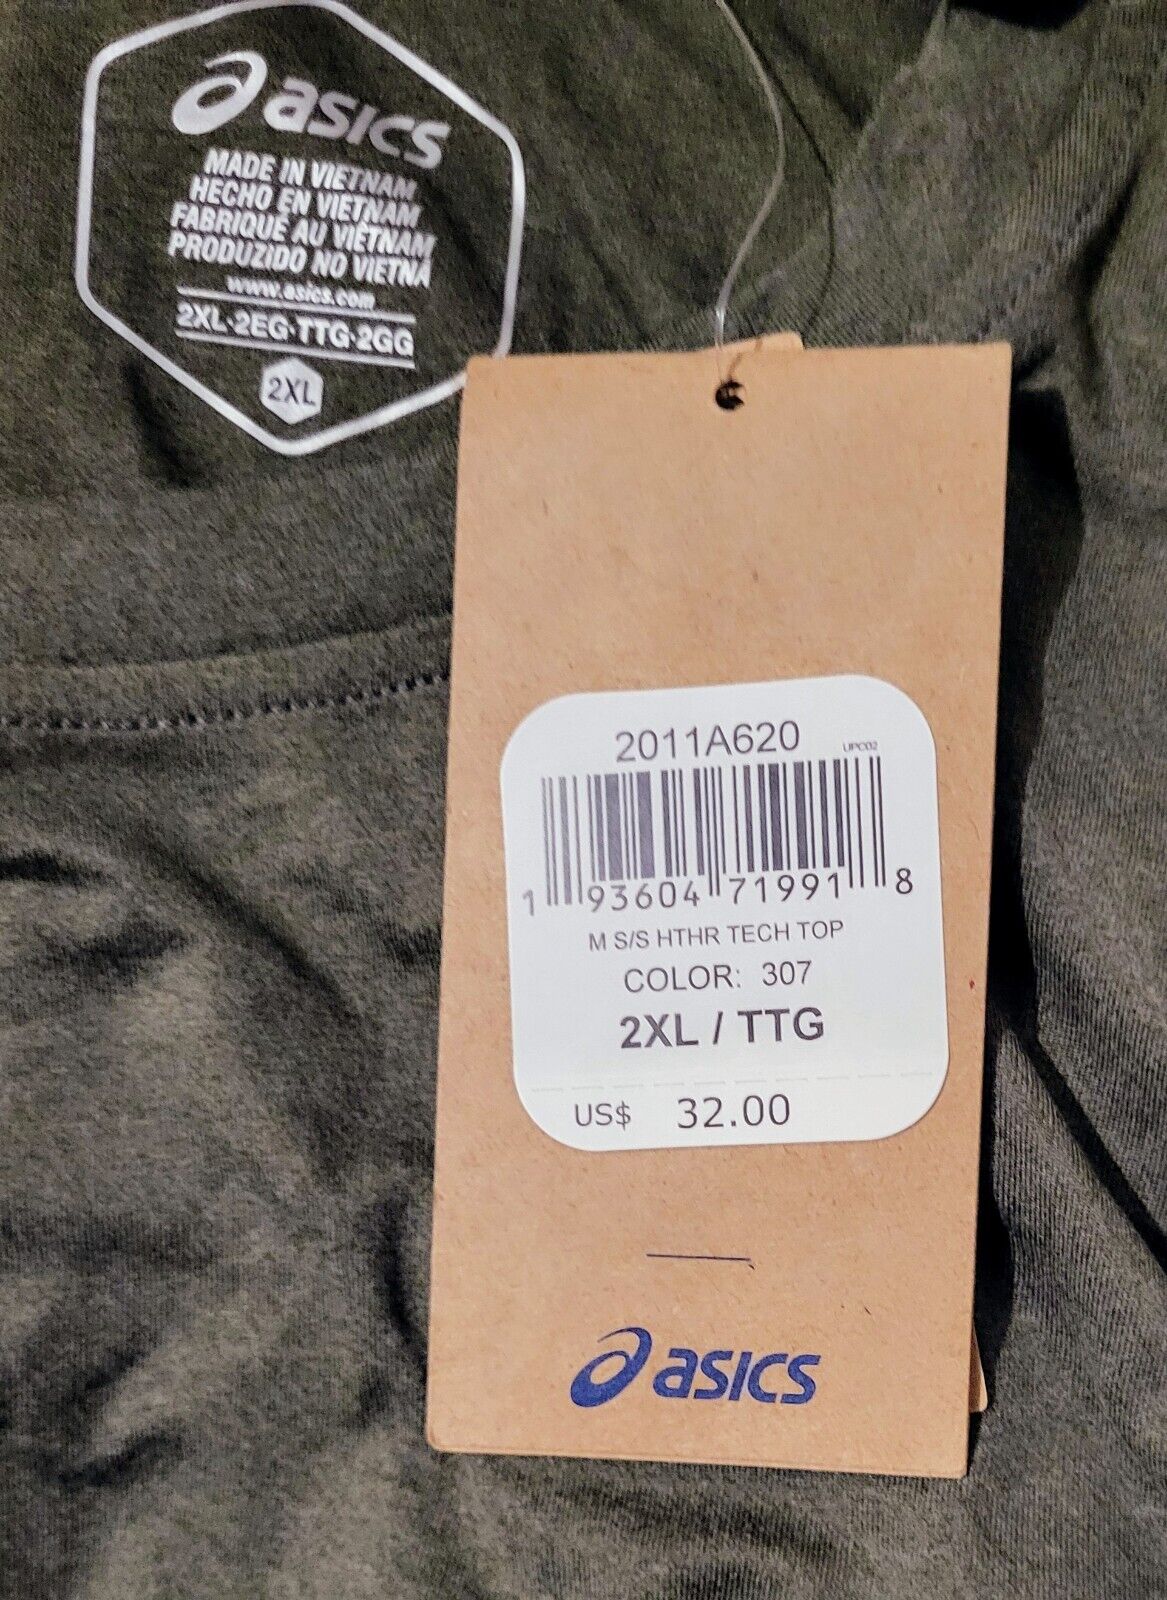 asics
MADE IN VIETNAM
HECHO EN VIETNAM
FABRIQUÉ AU VIÊTNAM
PRODUZIDO NO VIETNÃ
www.asics.com
2XL·2EG·TTG·2GG
2XL
2011A620
UPC02
1 93604 71991 8
M S/S HTHR TECH TOP
COLOR: 307
2XL / TTG
US$ 32.00
asics